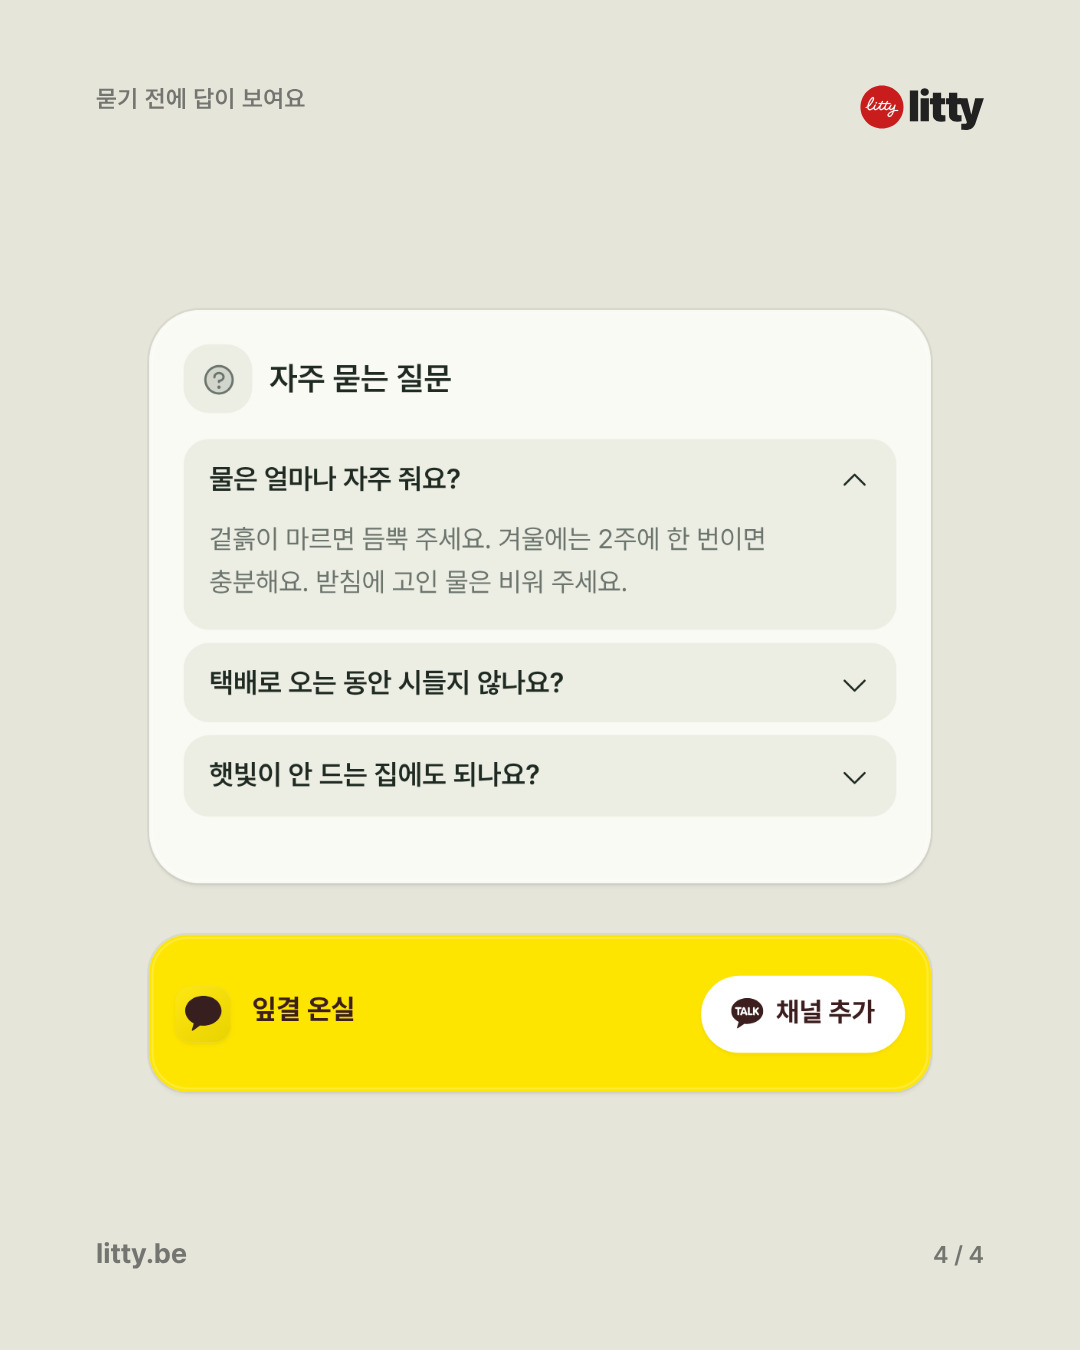 묻기 전에 답이 보여요
litty litty
자주 묻는 질문
물은 얼마나 자주 줘요?
겉흙이 마르면 듬뿍 주세요. 겨울에는 2주에 한 번이면
충분해요. 받침에 고인 물은 비워 주세요.
택배로 오는 동안 시들지 않나요?
햇빛이 안 드는 집에도 되나요?
잎결 온실
TALK 채널 추가
litty.be
4 / 4